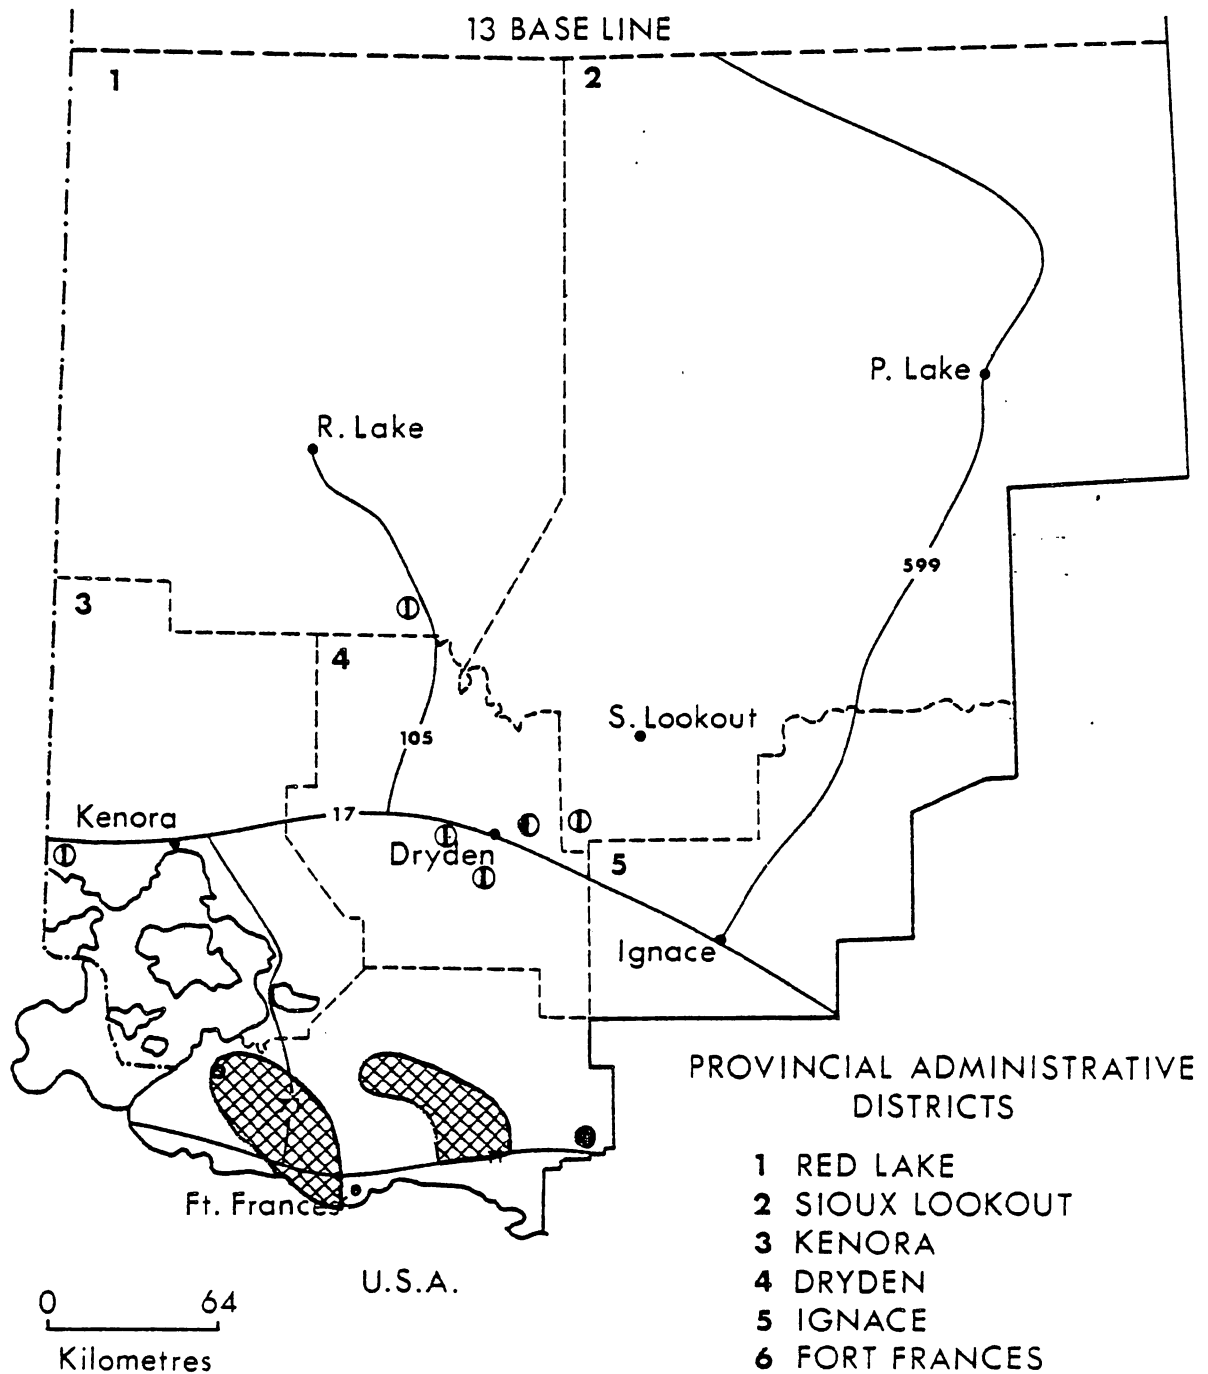 13 BASE LINE
1
2
P. Lake
R. Lake
599
3
4
S. Lookout
105
Kenora
17
Dryden
5
Ignace
Ft. Frances
U.S.A.
0 64
Kilometres
PROVINCIAL ADMINISTRATIVE
DISTRICTS
1 RED LAKE
2 SIOUX LOOKOUT
3 KENORA
4 DRYDEN
5 IGNACE
6 FORT FRANCES